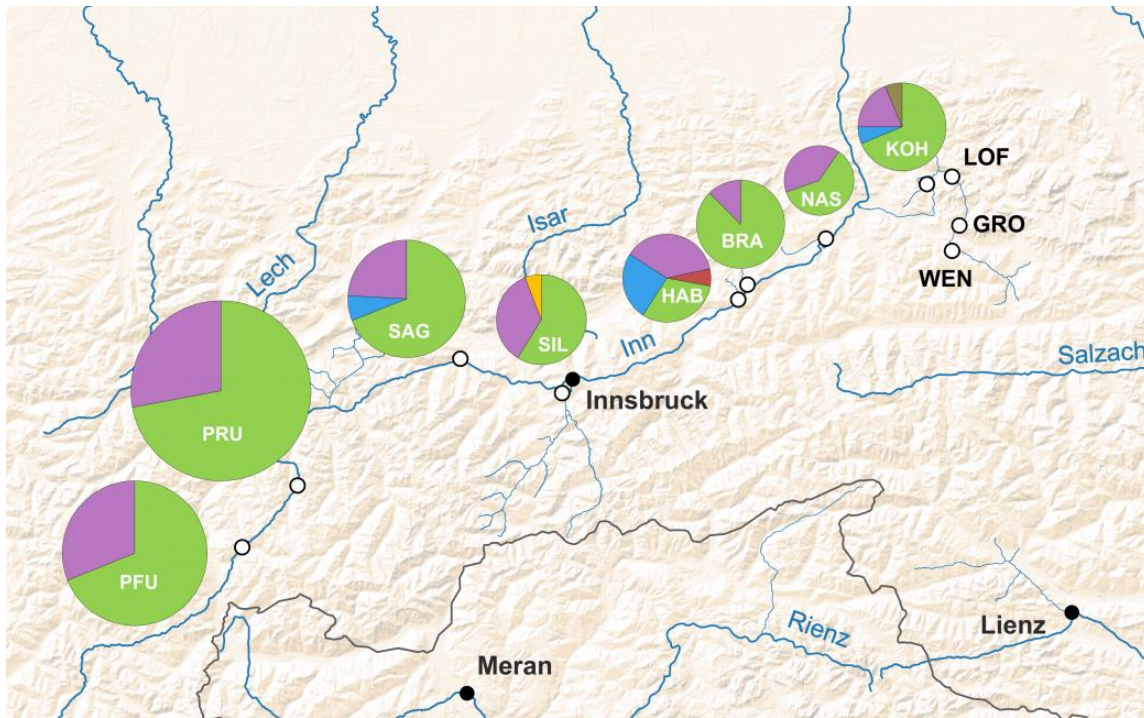 KOH
LOF
NAS
GRO
Isar
BRA
WEN
Lech
HAB
SAG
SIL
Inn
Salzach
Innsbruck
PRU
PFU
Rienz
Lienz
Meran